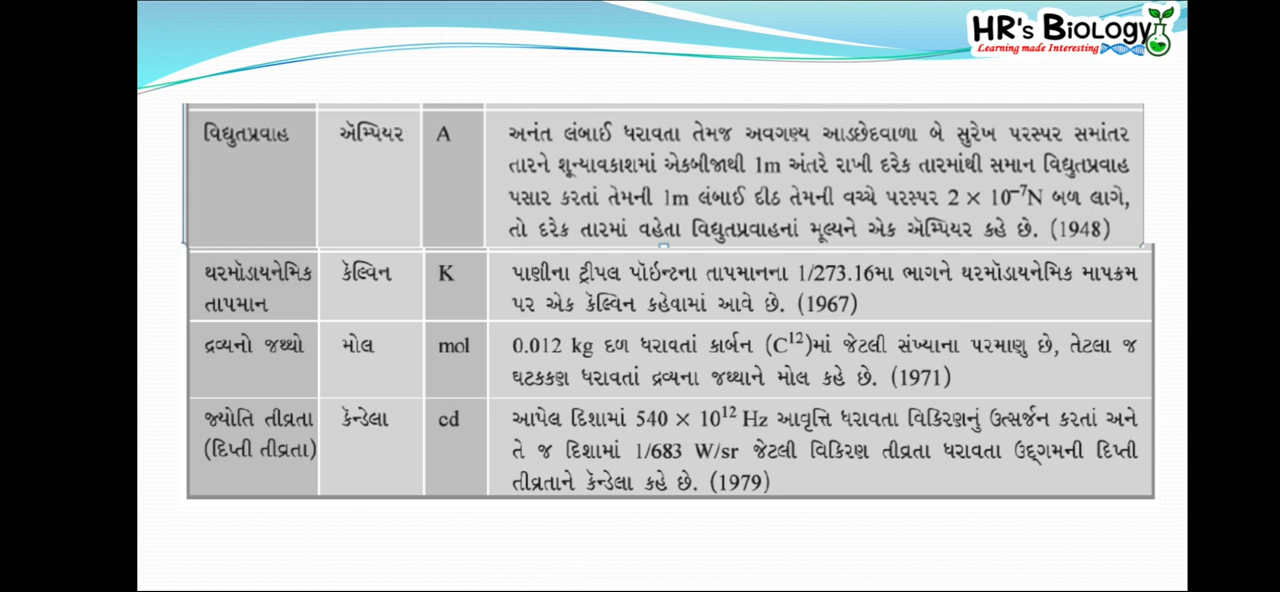 HR's Biology
Learning made Interesting
વિદ્યુતપ્રવાહ ઍમ્પિયર A અનંત લંબાઈ ધરાવતા તેમજ અવગણ્ય આડછેદવાળા બે સુરેખ પરસ્પર સમાંતર
તારને શૂન્યાવકાશમાં એકબીજાથી 1m અંતરે રાખી દરેક તારમાંથી સમાન વિદ્યુતપ્રવાહ
પસાર કરતાં તેમની 1m લંબાઈ દીઠ તેમની વચ્ચે પરસ્પર 2 × 10⁻⁷N બળ લાગે,
તો દરેક તારમાં વહેતા વિદ્યુતપ્રવાહનાં મૂલ્યને એક ઍમ્પિયર કહે છે. (1948)
થરમૉડાયનેમિક કૅલ્વિન K પાણીના ટ્રીપલ પૉઇન્ટના તાપમાનના 1/273.16મા ભાગને થરમૉડાયનેમિક માપક્રમ
તાપમાન પર એક કૅલ્વિન કહેવામાં આવે છે. (1967)
દ્રવ્યનો જથ્થો મોલ mol 0.012 kg દળ ધરાવતાં કાર્બન (C¹²)માં જેટલી સંખ્યાના પરમાણુ છે, તેટલા જ
ઘટકકણ ધરાવતાં દ્રવ્યના જથ્થાને મોલ કહે છે. (1971)
જ્યોતિ તીવ્રતા કૅન્ડેલા cd આપેલ દિશામાં 540 × 10¹² Hz આવૃત્તિ ધરાવતા વિકિરણનું ઉત્સર્જન કરતાં અને
(દિપ્તી તીવ્રતા) તે જ દિશામાં 1/683 W/sr જેટલી વિકિરણ તીવ્રતા ધરાવતા ઉદ્દગમની દિપ્તી
તીવ્રતાને કૅન્ડેલા કહે છે. (1979)